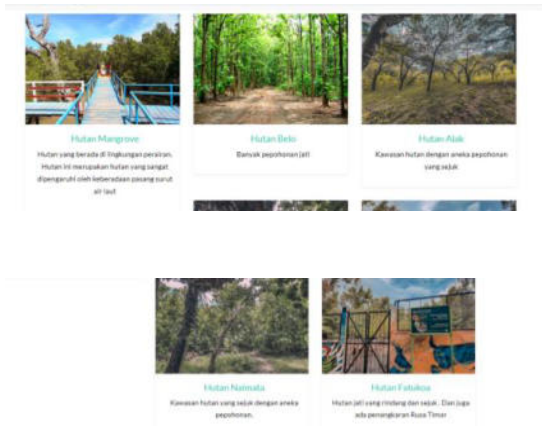 Hutan Mangrove
Hutan yang berada di lingkungan perairan.
Hutan ini merupakan hutan yang sangat
dipengaruhi oleh keberadaan pasang surut
air laut
Hutan Belo
Banyak pepohonan jati
Hutan Alak
Kawasan hutan dengan aneka pepohonan
yang sejuk
Hutan Naimata
Kawasan hutan yang sejuk dengan aneka
pepohonan.
Hutan Fatukoa
Hutan jati yang rindang dan sejuk. Dan juga
ada penangkaran Rusa Timor